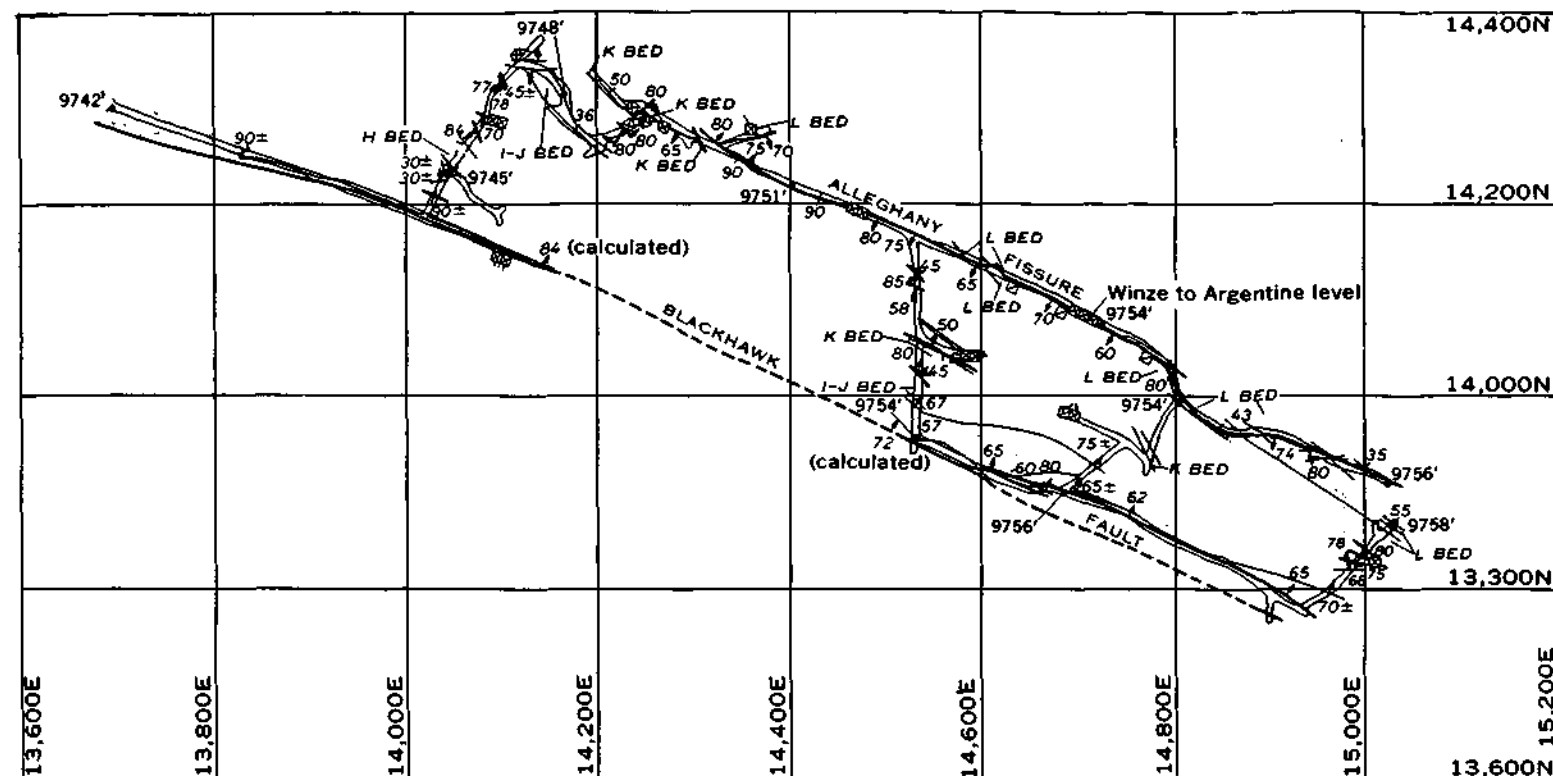 14,400N
9748'
K BED
50
80
K BED
L BED
77
45±
78
36
9742'
90±
H BED
84
70
I-J BED
80
80
65
K BED
80
75
70
90
30±
30±
9745'
9751'
ALLEGHANY
90
14,200N
80
84 (calculated)
75
L BED
FISSURE
45
85
65
L BED
Winze to Argentine level
9754'
58
70
BLACKHAWK
50
60
K BED
80
45
L BED
80
14,000N
I-J BED
67
9754'
L BED
9754'
43
57
72
(calculated)
75±
74
35
65
60
80
K BED
80
9756'
65±
62
9756'
FAULT
55
9758'
78
80
L BED
75
65
13,300N
70±
13,600E
13,800E
14,000E
14,200E
14,400E
14,600E
14,800E
15,000E
15,200E
13,600N